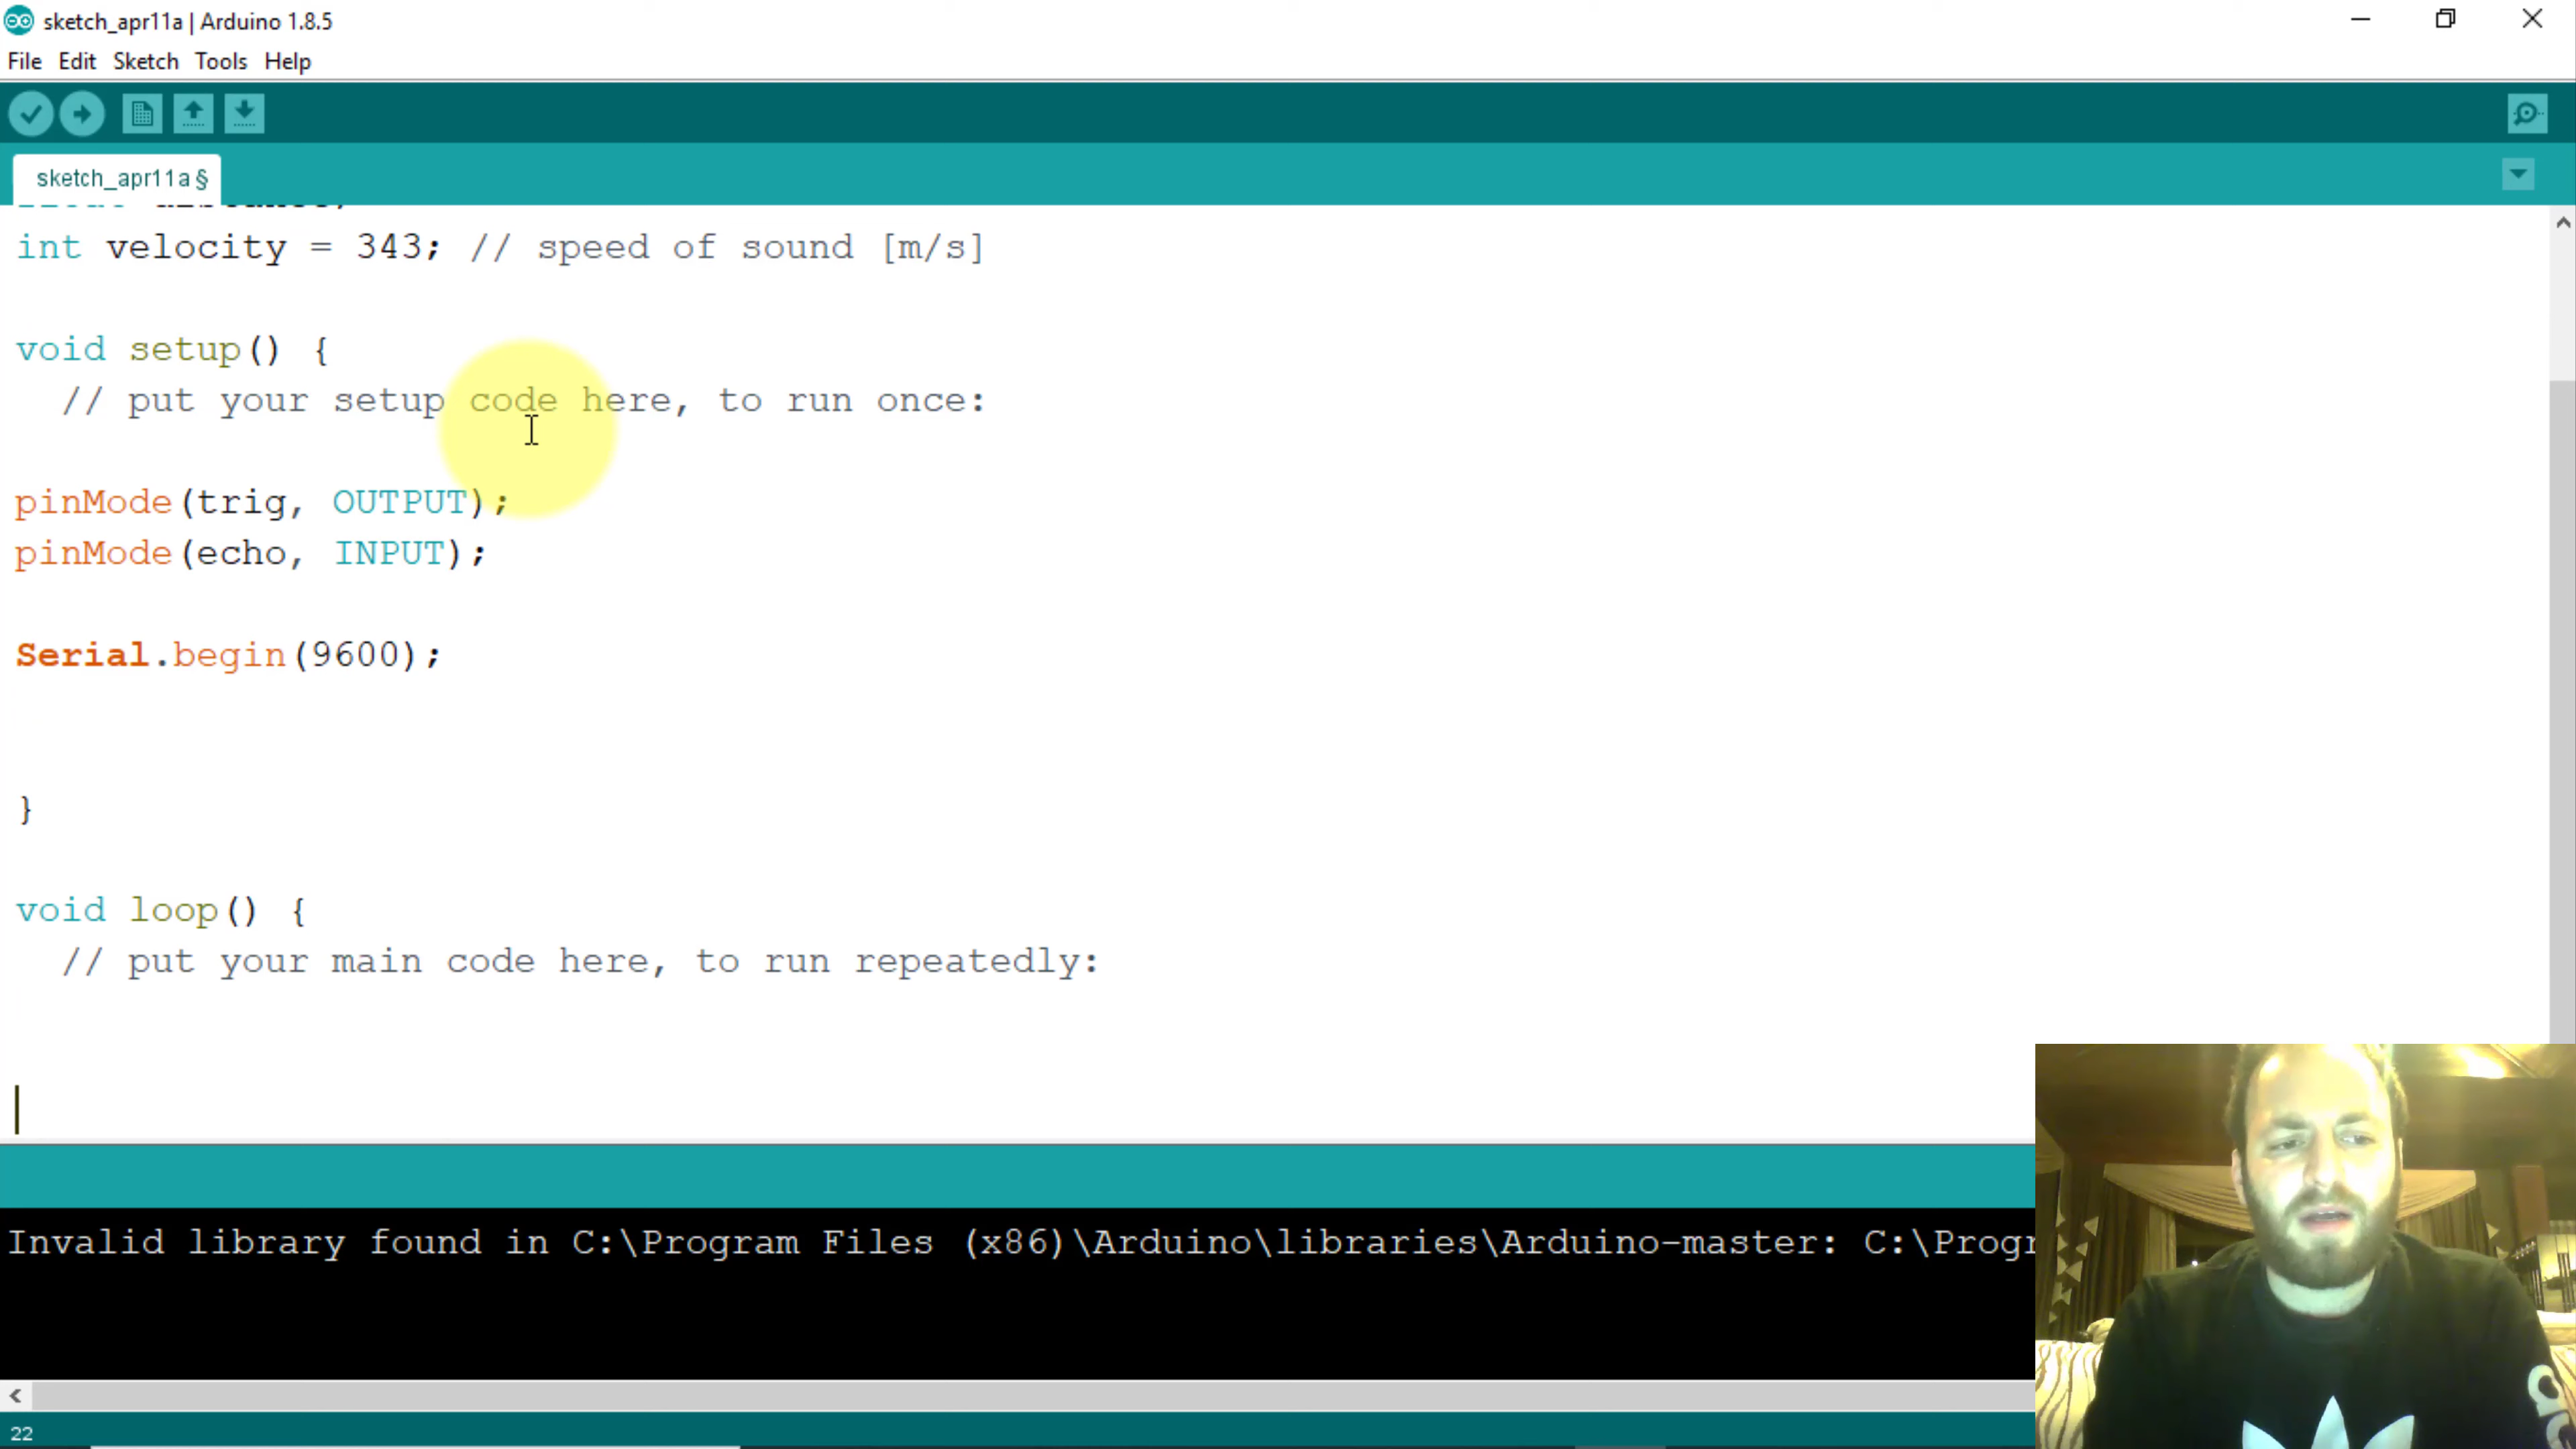 sketch_apr11a | Arduino 1.8.5
File Edit Sketch Tools Help
sketch_apr11a §
int velocity = 343; // speed of sound [m/s]
void setup() {
// put your setup code here, to run once:
pinMode(trig, OUTPUT);
pinMode(echo, INPUT);
Serial.begin(9600);
}
void loop() {
// put your main code here, to run repeatedly:
Invalid library found in C:\Program Files (x86)\Arduino\libraries\Arduino-master: C:\Progr
22